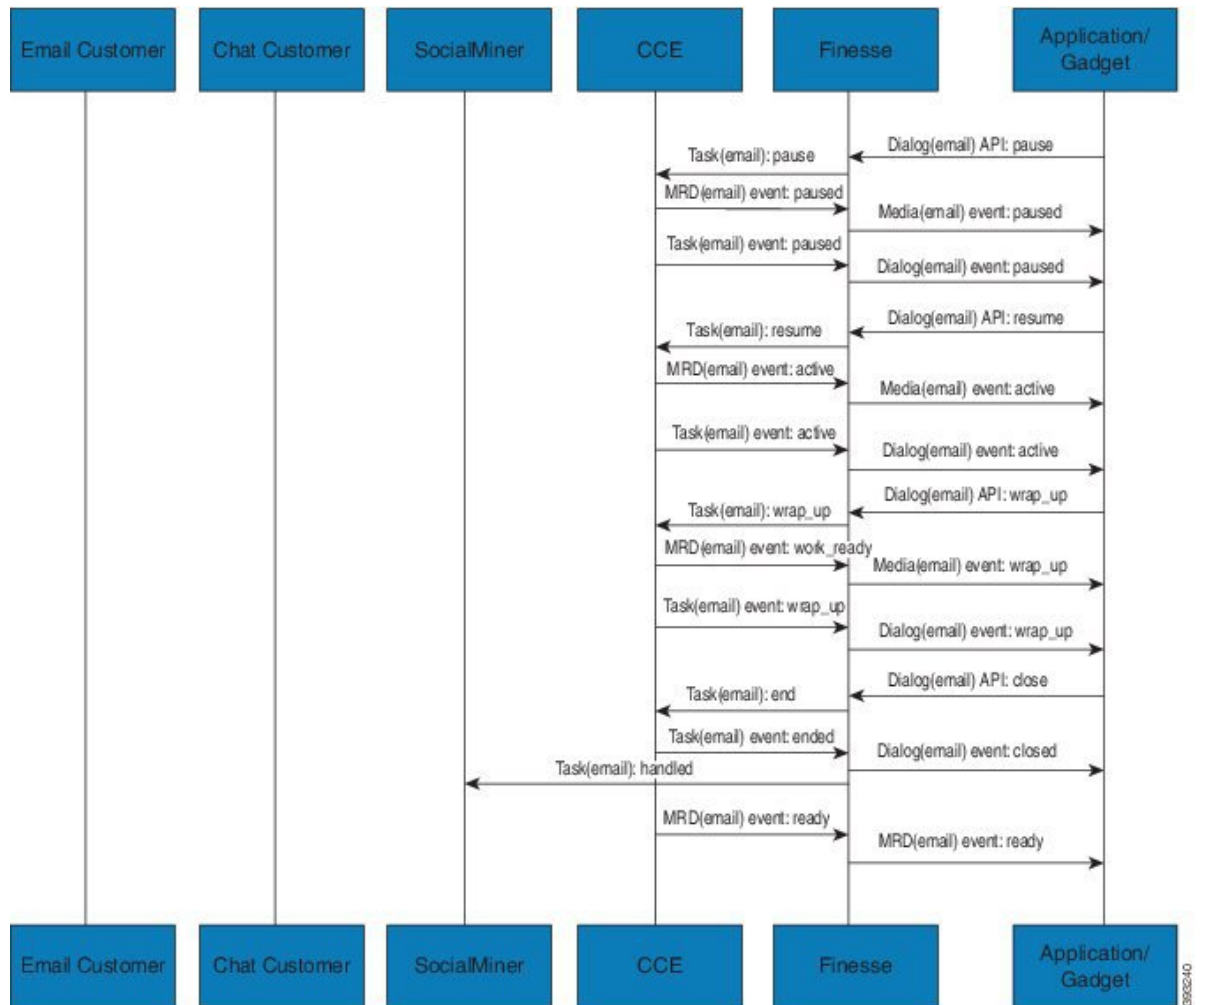 Email Customer
Chat Customer
SocialMiner
CCE
Finesse
Application/
Gadget
Dialog(email) API: pause
Task(email): pause
MRD(email) event: paused
Media(email) event: paused
Task(email) event: paused
Dialog(email) event: paused
Dialog(email) API: resume
Task(email): resume
MRD(email) event: active
Media(email) event: active
Task(email) event: active
Dialog(email) event: active
Dialog(email) API: wrap_up
Task(email): wrap_up
MRD(email) event: work_ready
Media(email) event: wrap_up
Task(email) event: wrap_up
Dialog(email) event: wrap_up
Dialog(email) API: close
Task(email): end
Task(email) event: ended
Dialog(email) event: closed
Task(email): handled
MRD(email) event: ready
MRD(email) event: ready
Email Customer
Chat Customer
SocialMiner
CCE
Finesse
Application/
Gadget
393240